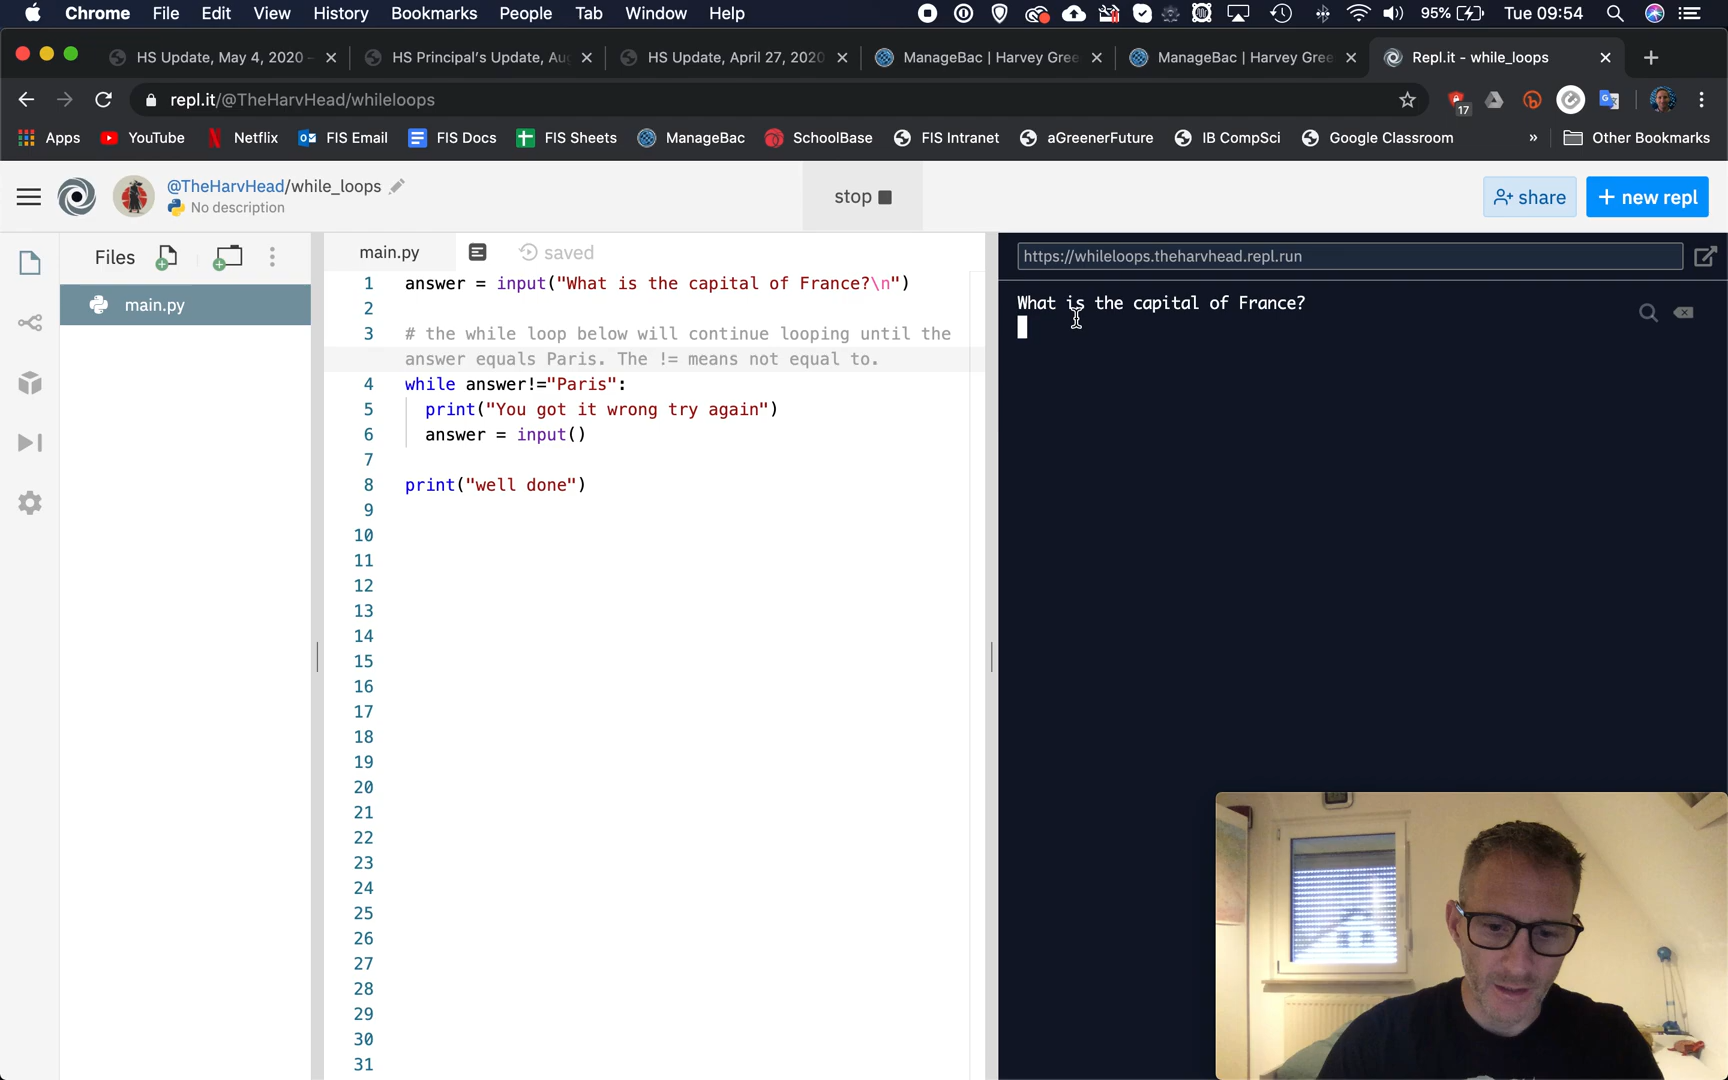 Chrome File Edit View History Bookmarks People Tab Window Help 95% Tue 09:54
HS Update, May 4, 2020 HS Principal's Update, Au HS Update, April 27, 2020 ManageBac | Harvey Gree ManageBac | Harvey Gree Repl.it - while_loops
repl.it/@TheHarvHead/whileloops 17
Apps YouTube Netflix FIS Email FIS Docs FIS Sheets ManageBac SchoolBase FIS Intranet aGreenerFuture IB CompSci Google Classroom » Other Bookmarks
@TheHarvHead/while_loops
No description
stop
share
+ new repl
Files
main.py
main.py saved
1 answer = input("What is the capital of France?\n")
2
3 # the while loop below will continue looping until the
answer equals Paris. The != means not equal to.
4 while answer!="Paris":
5 print("You got it wrong try again")
6 answer = input()
7
8 print("well done")
9
10
11
12
13
14
15
16
17
18
19
20
21
22
23
24
25
26
27
28
29
30
31
https://whileloops.theharvhead.repl.run
What is the capital of France?